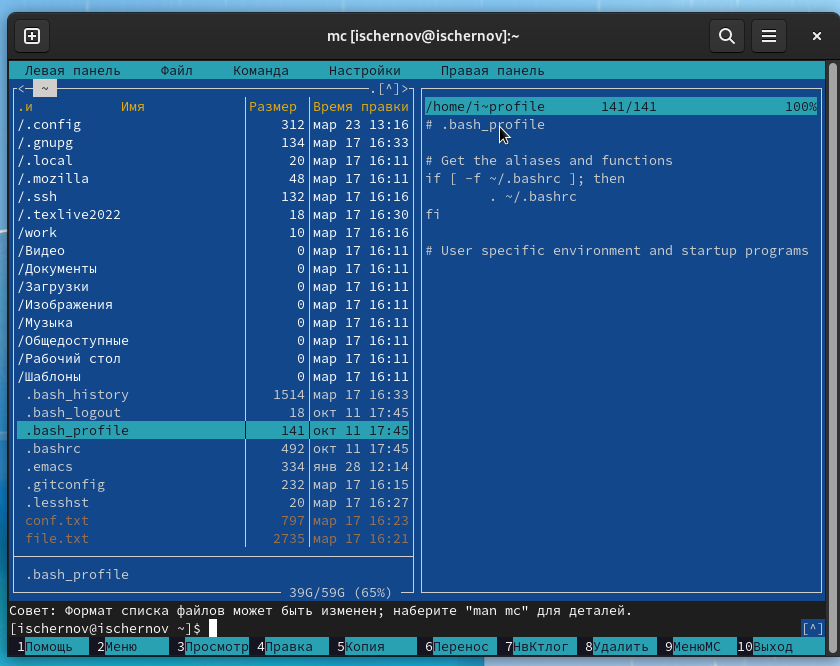 mc [ischernov@ischernov]:~
Левая панель Файл Команда Настройки Правая панель
<- ~ .[^]>
.и Имя Размер Время правки
/.config 312 мар 23 13:16
/.gnupg 134 мар 17 16:33
/.local 20 мар 17 16:11
/.mozilla 48 мар 17 16:11
/.ssh 132 мар 17 16:16
/.texlive2022 18 мар 17 16:30
/work 10 мар 17 16:16
/Видео 0 мар 17 16:11
/Документы 0 мар 17 16:11
/Загрузки 0 мар 17 16:11
/Изображения 0 мар 17 16:11
/Музыка 0 мар 17 16:11
/Общедоступные 0 мар 17 16:11
/Рабочий стол 0 мар 17 16:11
/Шаблоны 0 мар 17 16:11
.bash_history 1514 мар 17 16:33
.bash_logout 18 окт 11 17:45
.bash_profile 141 окт 11 17:45
.bashrc 492 окт 11 17:45
.emacs 334 янв 28 12:14
.gitconfig 232 мар 17 16:15
.lesshst 20 мар 17 16:27
conf.txt 797 мар 17 16:23
file.txt 2735 мар 17 16:21
.bash_profile
39G/59G (65%)
/home/i~profile 141/141 100%
# .bash_profile
# Get the aliases and functions
if [ -f ~/.bashrc ]; then
. ~/.bashrc
fi
# User specific environment and startup programs
Совет: Формат списка файлов может быть изменен; наберите "man mc" для деталей.
[ischernov@ischernov ~]$ [^]
1Помощь 2Меню 3Просмотр 4Правка 5Копия 6Перенос 7НвКтлог 8Удалить 9МенюMC 10Выход